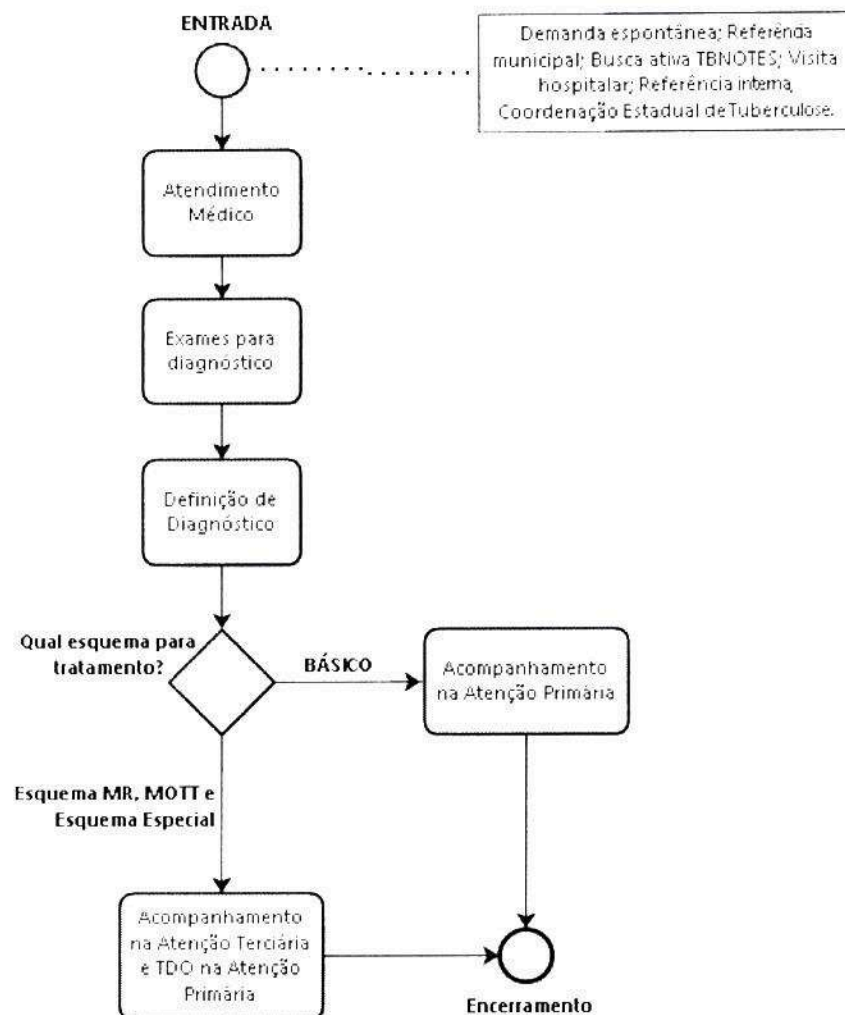 ENTRADA
Demanda espontânea; Referência
municipal; Busca ativa TBNOTES; Visita
hospitalar; Referência interna,
Coordenação Estadual de Tuberculose.
Atendimento
Médico
Exames para
diagnóstico
Definição de
Diagnóstico
Qual esquema para
tratamento?
BÁSICO
Acompanhamento
na Atenção Primária
Esquema MR, MOTT e
Esquema Especial
Acompanhamento
na Atenção Terciária
e TDO na Atenção
Primária
Encerramento